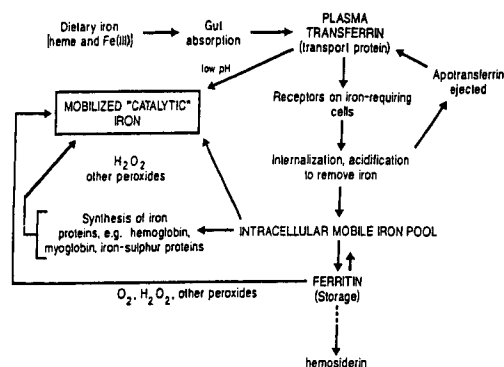 Dietary iron
[heme and Fe(III)]
Gut
absorption
PLASMA
TRANSFERRIN
(transport protein)
low pH
Apotransferrin
ejected
MOBILIZED "CATALYTIC"
IRON
Receptors on iron-requiring
cells
H2O2
other peroxides
Internalization, acidification
to remove iron
Synthesis of iron
proteins, e.g. hemoglobin,
myoglobin, iron-sulphur proteins
INTRACELLULAR MOBILE IRON POOL
O2, H2O2, other peroxides
FERRITIN
(Storage)
hemosiderin